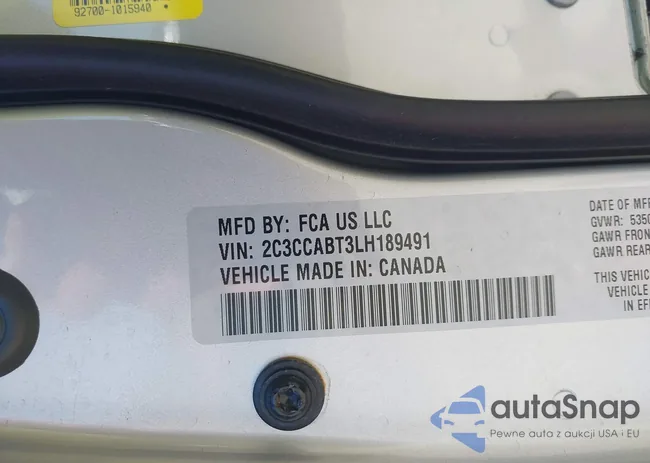 92700-1015940
MFD BY: FCA US LLC
VIN: 2C3CCABT3LH189491
VEHICLE MADE IN: CANADA
DATE OF MF
GVWR: 535
GAWR FRON
GAWR REAR
THIS VEHIC
VEHICLE
IN EF
autaSnap
Pewne auta z aukcji USA i EU